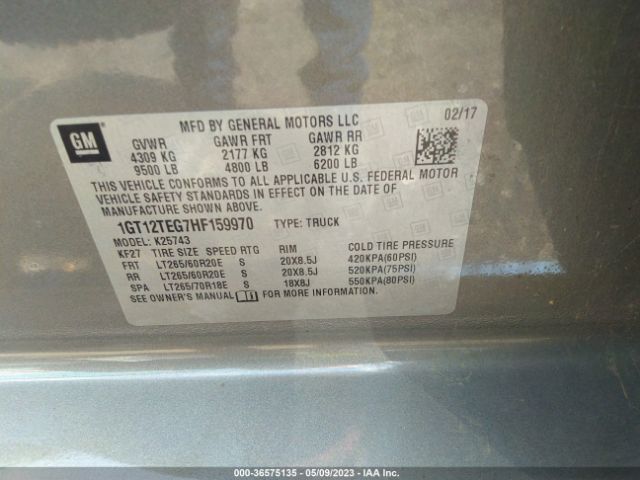 GM
MFD BY GENERAL MOTORS LLC
02/17
GVWR GAWR FRT GAWR RR
4309 KG 2177 KG 2812 KG
9500 LB 4800 LB 6200 LB
THIS VEHICLE CONFORMS TO ALL APPLICABLE U.S. FEDERAL MOTOR
VEHICLE SAFETY STANDARDS IN EFFECT ON THE DATE OF
MANUFACTURE SHOWN ABOVE.
1GT12TEG7HF159970 TYPE: TRUCK
MODEL: K25743
KF27 TIRE SIZE SPEED RTG RIM COLD TIRE PRESSURE
FRT LT265/60R20E S 20X8.5J 420KPA(60PSI)
RR LT265/60R20E S 20X8.5J 520KPA(75PSI)
SPA LT265/70R18E S 18X8J 550KPA(80PSI)
SEE OWNER'S MANUAL FOR MORE INFORMATION.
000-36575135 - 05/09/2023 - IAA Inc.